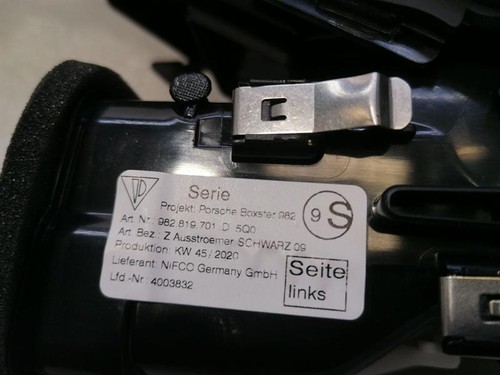 Serie
Projekt: Porsche Boxster 982
Art. Nr.: 982.819.701 D 5Q0
Art. Bez.: Z Ausstroemer SCHWARZ 09
Produktion: KW 45/2020
Lieferant: NIFCO Germany GmbH
Lfd.-Nr.: 4003832
9 S
Seite
links